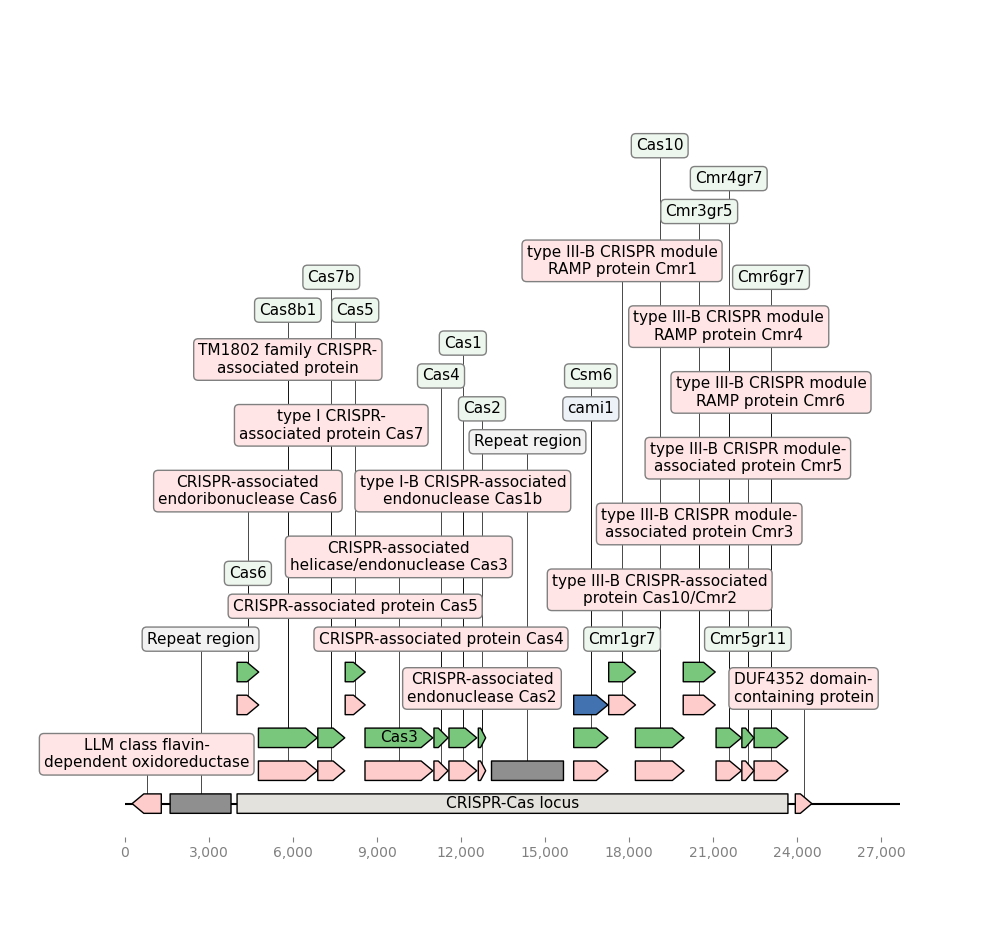 Cas10
Cmr4gr7
Cmr3gr5
type III-B CRISPR module
RAMP protein Cmr1
Cas7b
Cmr6gr7
Cas8b1
Cas5
type III-B CRISPR module
RAMP protein Cmr4
Cas1
TM1802 family CRISPR-
associated protein
Cas4
Csm6
type III-B CRISPR module
RAMP protein Cmr6
Cas2
cami1
type I CRISPR-
associated protein Cas7
Repeat region
type III-B CRISPR module-
associated protein Cmr5
CRISPR-associated
endoribonuclease Cas6
type I-B CRISPR-associated
endonuclease Cas1b
type III-B CRISPR module-
associated protein Cmr3
CRISPR-associated
helicase/endonuclease Cas3
Cas6
type III-B CRISPR-associated
protein Cas10/Cmr2
CRISPR-associated protein Cas5
Repeat region
CRISPR-associated protein Cas4
Cmr1gr7
Cmr5gr11
CRISPR-associated
endonuclease Cas2
DUF4352 domain-
containing protein
Cas3
LLM class flavin-
dependent oxidoreductase
CRISPR-Cas locus
0
3,000
6,000
9,000
12,000
15,000
18,000
21,000
24,000
27,000